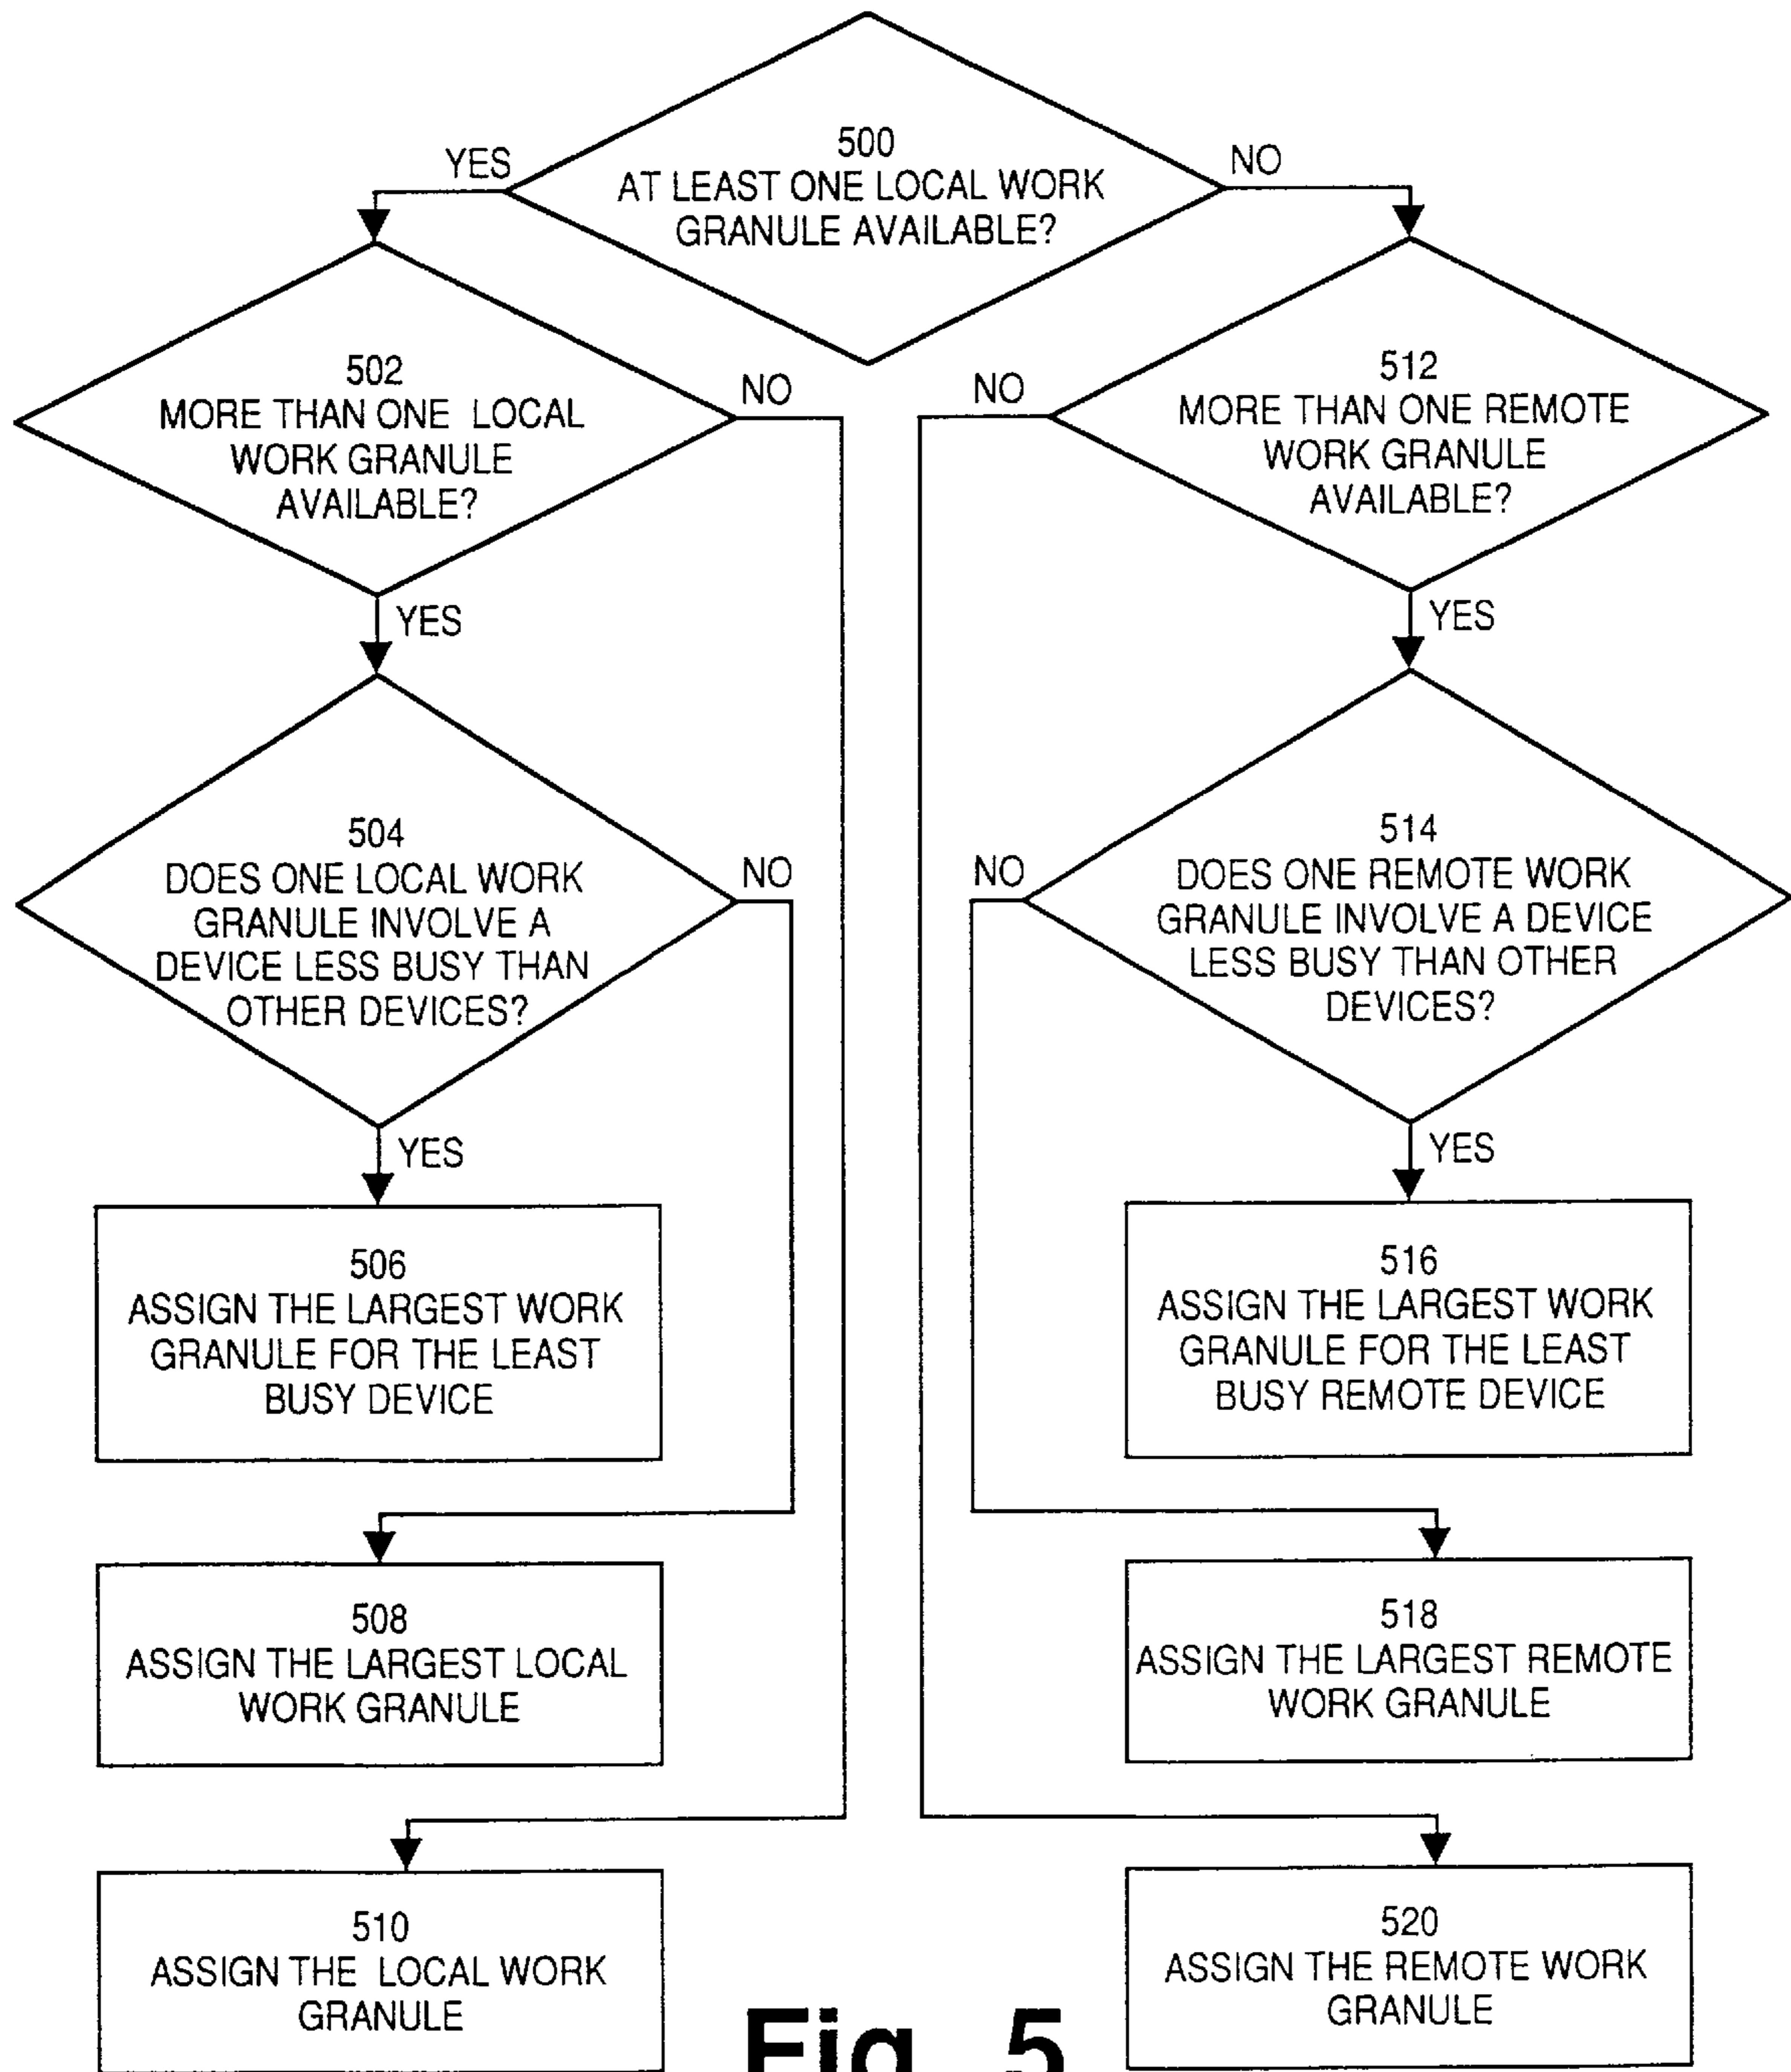 500
AT LEAST ONE LOCAL WORK
GRANULE AVAILABLE?
YES
NO
502
MORE THAN ONE LOCAL
WORK GRANULE
AVAILABLE?
NO
YES
512
MORE THAN ONE REMOTE
WORK GRANULE
AVAILABLE?
NO
YES
504
DOES ONE LOCAL WORK
GRANULE INVOLVE A
DEVICE LESS BUSY THAN
OTHER DEVICES?
NO
YES
514
DOES ONE REMOTE WORK
GRANULE INVOLVE A DEVICE
LESS BUSY THAN OTHER
DEVICES?
NO
YES
506
ASSIGN THE LARGEST WORK
GRANULE FOR THE LEAST
BUSY DEVICE
516
ASSIGN THE LARGEST WORK
GRANULE FOR THE LEAST
BUSY REMOTE DEVICE
508
ASSIGN THE LARGEST LOCAL
WORK GRANULE
518
ASSIGN THE LARGEST REMOTE
WORK GRANULE
510
ASSIGN THE LOCAL WORK
GRANULE
520
ASSIGN THE REMOTE WORK
GRANULE
Fig. 5